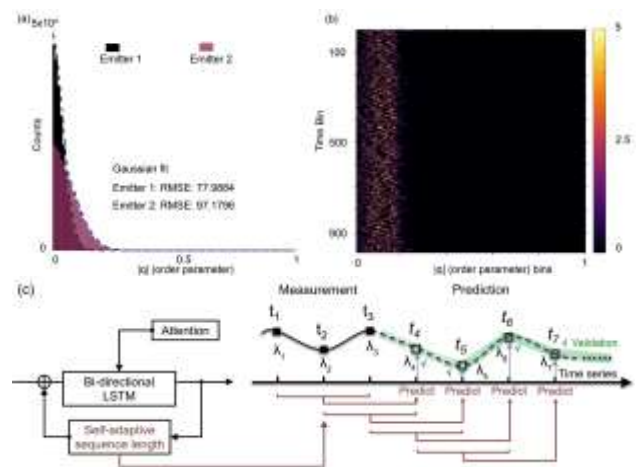 (a)
5x10⁴
Emitter 1
Emitter 2
Counts
Gaussian fit
Emitter 1: RMSE: 77.9884
Emitter 2: RMSE: 97.1796
0
0
0.5
1
|q| (order parameter)
(b)
100
500
900
Time Bin
0
1
|q| (order parameter) bins
5
2.5
0
(c)
Measurement
Prediction
Attention
Bi-directional
LSTM
Self-adaptive
sequence length
t₁
t₂
t₃
t₄
t₅
t₆
t₇
λ₁
λ₂
λ₃
λ₄
λ₅
λ₆
λ₇
Validation
Time series
Predict
Predict
Predict
Predict